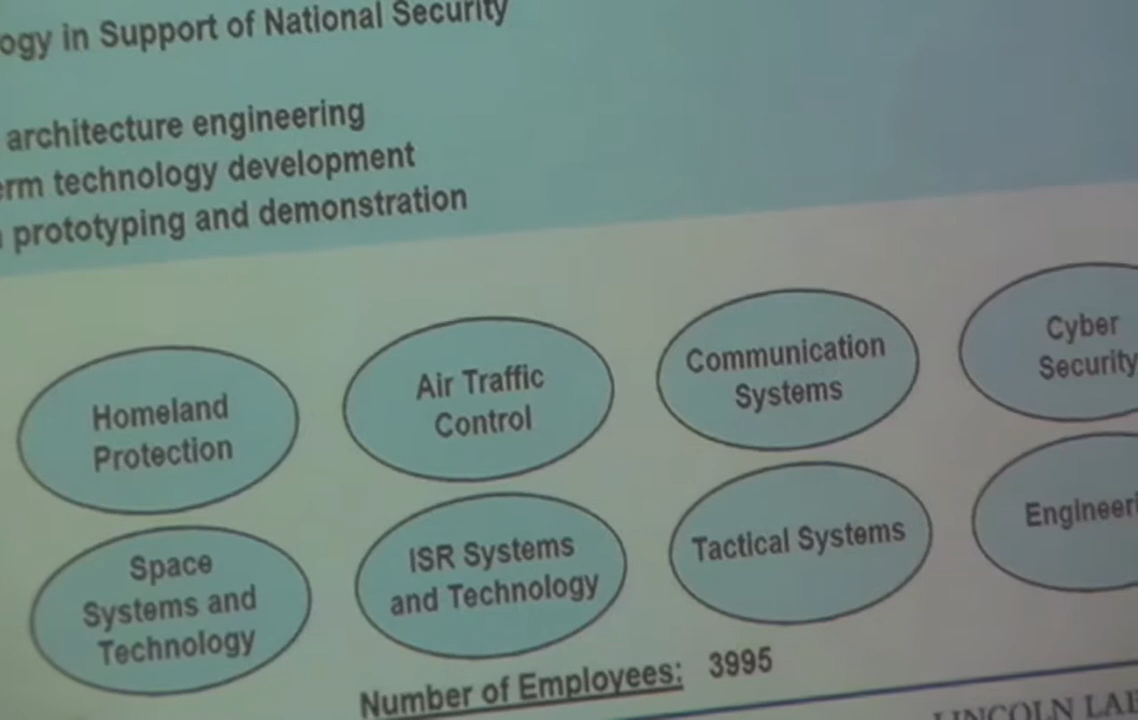 ogy in Support of National Security
architecture engineering
erm technology development
prototyping and demonstration
Homeland
Protection
Air Traffic
Control
Communication
Systems
Cyber
Security
Space
Systems and
Technology
ISR Systems
and Technology
Tactical Systems
Engineeri
Number of Employees: 3995
LINCOLN LAB